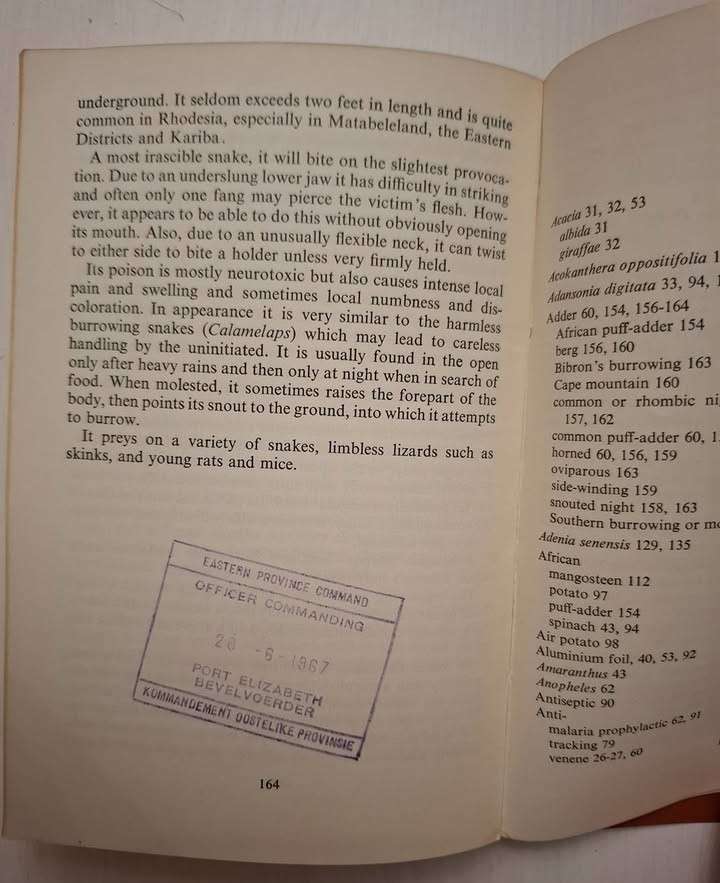 underground. It seldom exceeds two feet in length and is quite
common in Rhodesia, especially in Matabeleland, the Eastern
Districts and Kariba.
A most irascible snake, it will bite on the slightest provoca-
tion. Due to an underslung lower jaw it has difficulty in striking
and often only one fang may pierce the victim's flesh. How-
ever, it appears to be able to do this without obviously opening
its mouth. Also, due to an unusually flexible neck, it can twist
to either side to bite a holder unless very firmly held.
Its poison is mostly neurotoxic but also causes intense local
pain and swelling and sometimes local numbness and dis-
coloration. In appearance it is very similar to the harmless
burrowing snakes (Calamelaps) which may lead to careless
handling by the uninitiated. It is usually found in the open
only after heavy rains and then only at night when in search of
food. When molested, it sometimes raises the forepart of the
body, then points its snout to the ground, into which it attempts
to burrow.
It preys on a variety of snakes, limbless lizards such as
skinks, and young rats and mice.
EASTERN PROVINCE COMMAND
OFFICER COMMANDING
-6-1967
PORT ELIZABETH
BEVELVOERDER
KOMMANDEMENT OOSTELIKE PROVINSIE
164
Acacia 31, 32, 53
albida 31
giraffae 32
Acokanthera oppositifolia
Adansonia digitata 33, 94,
Adder 60, 154, 156-164
African puff-adder 154
berg 156, 160
Bibron's burrowing 163
Cape mountain 160
common or rhombic
157, 162
common puff-adder 60,
horned 60, 156, 159
oviparous 163
side-winding 159
snouted night 158, 163
Southern burrowing or
Adenia senensis 129, 135
African
mangosteen 112
potato 97
puff-adder 154
spinach 43, 94
Air potato 98
Aluminium foil, 40, 53, 92
Amaranthus 43
Anopheles 62
Antiseptic 90
Anti-
malaria prophylactic 62, 91
tracking 79
venene 26-27, 60